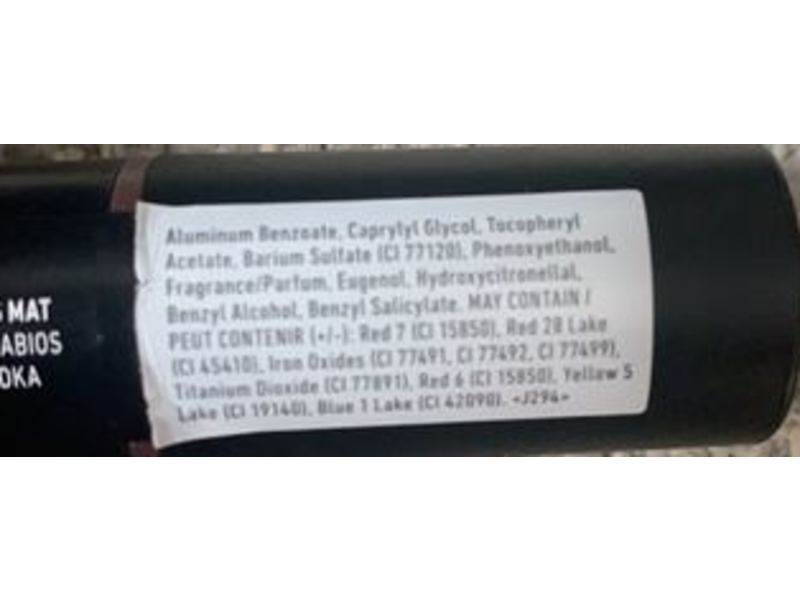 MAT
ABIOS
OKA
Aluminum Benzoate, Caprylyl Glycol, Tocopheryl
Acetate, Barium Sulfate (CI 77120), Phenoxyethanol,
Fragrance/Parfum, Eugenol, Hydroxycitronellal,
Benzyl Alcohol, Benzyl Salicylate. MAY CONTAIN /
PEUT CONTENIR (+/-): Red 7 (CI 15850), Red 28 Lake
(CI 45410), Iron Oxides (CI 77491, CI 77492, CI 77499),
Titanium Dioxide (CI 77891), Red 6 (CI 15850), Yellow 5
Lake (CI 19140), Blue 1 Lake (CI 42090). <J294>